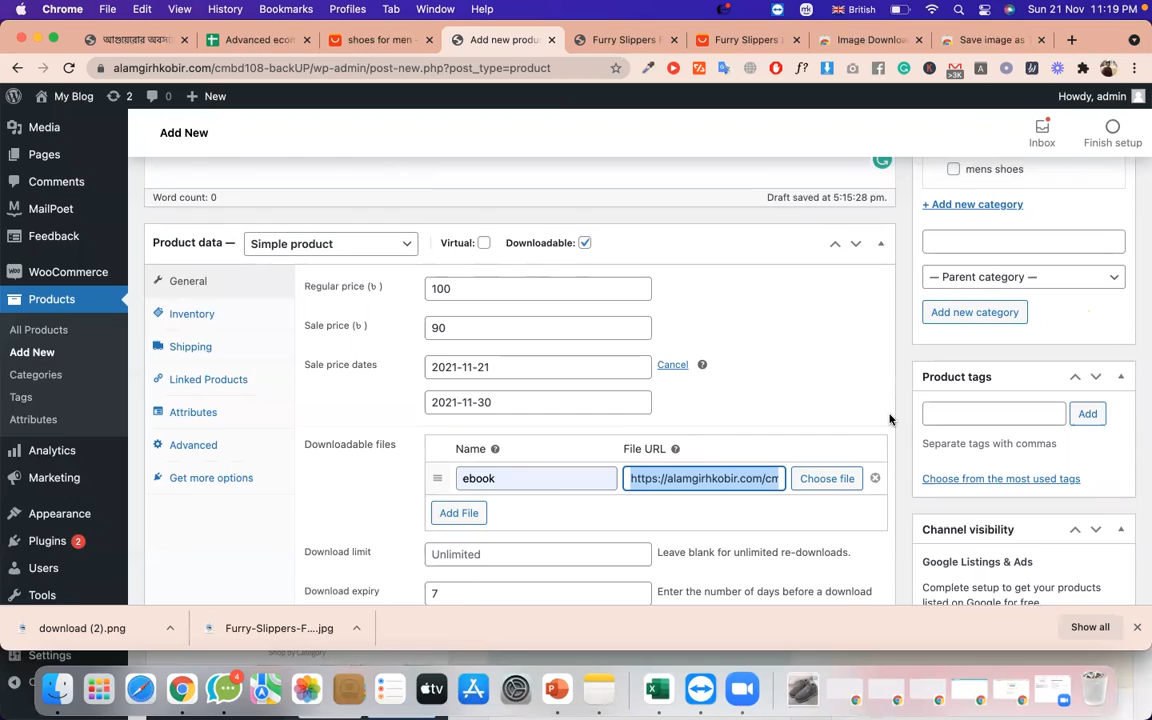 Chrome File Edit View History Bookmarks Profiles Tab Window Help British Sun 21 Nov 11:19 PM
Advanced econ shoes for men - Add new produ Furry Slippers F Furry Slippers Image Downloa Save image as
alamgirhkobir.com/cmbd108-backUP/wp-admin/post-new.php?post_type=product
My Blog 2 New Howdy, admin
Media
Pages
Comments
MailPoet
Feedback
WooCommerce
Products
All Products
Add New
Categories
Tags
Attributes
Analytics
Marketing
Appearance
Plugins 2
Users
Tools
Settings
Add New
Inbox
Finish setup
Word count: 0 Draft saved at 5:15:28 pm.
Product data — Simple product Virtual: Downloadable:
General
Inventory
Shipping
Linked Products
Attributes
Advanced
Get more options
Regular price (৳ ) 100
Sale price (৳ ) 90
Sale price dates 2021-11-21 Cancel
2021-11-30
Downloadable files
Name File URL
ebook https://alamgirhkobir.com/cm Choose file
Add File
Download limit Unlimited Leave blank for unlimited re-downloads.
Download expiry 7 Enter the number of days before a download
mens shoes
+ Add new category
— Parent category —
Add new category
Product tags
Add
Separate tags with commas
Choose from the most used tags
Channel visibility
Google Listings & Ads
Complete setup to get your products
listed on Google for free.
download (2).png Furry-Slippers-F....jpg Show all
Shop by Category